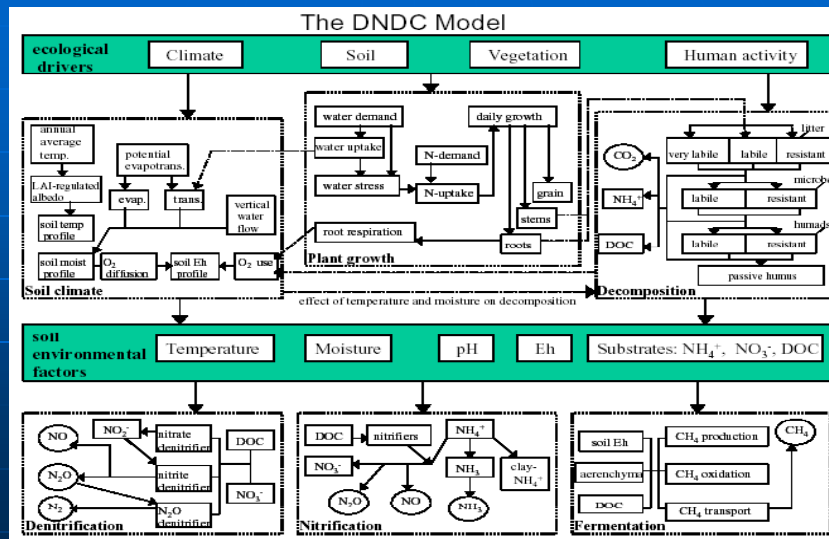 The DNDC Model
ecological
drivers
Climate
Soil
Vegetation
Human activity
annual
average
temp.
LAI-regulated
albedo
soil temp
profile
potential
evapotrans.
evap.
trans.
vertical
water
flow
soil moist
profile
O₂
diffusion
soil Eh
profile
O₂ use
Soil climate
water demand
water uptake
water stress
daily growth
N-demand
N-uptake
grain
stems
roots
root respiration
Plant growth
CO₂
NH₄⁺
DOC
litter
very labile
labile
resistant
microbe
labile
resistant
humads
labile
resistant
passive humus
Decomposition
effect of temperature and moisture on decomposition
soil
environmental
factors
Temperature
Moisture
pH
Eh
Substrates: NH₄⁺, NO₃⁻, DOC
NO
N₂O
N₂
NO₂⁻
nitrate
denitrifier
nitrite
denitrifier
N₂O
denitrifier
DOC
NO₃⁻
Denitrification
DOC
nitrifiers
NH₄⁺
NO₃⁻
NH₃
clay-
NH₄⁺
N₂O
NO
NH₃
Nitrification
soil Eh
aerenchyma
DOC
CH₄ production
CH₄ oxidation
CH₄ transport
CH₄
Fermentation